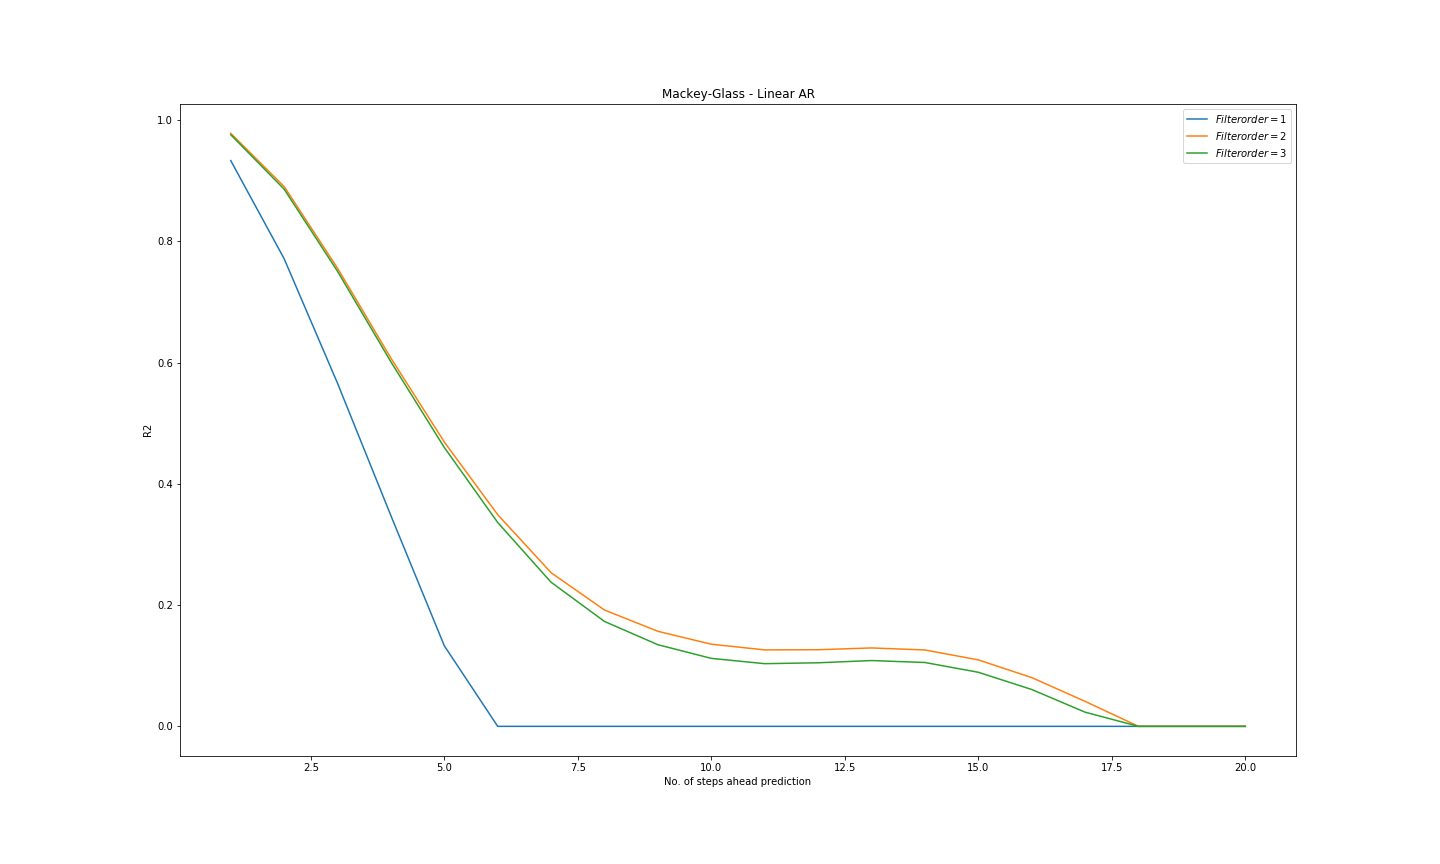 Mackey-Glass - Linear AR
1.0
0.8
0.6
0.4
0.2
0.0
R2
Filterorder = 1
Filterorder = 2
Filterorder = 3
2.5 5.0 7.5 10.0 12.5 15.0 17.5 20.0
No. of steps ahead prediction